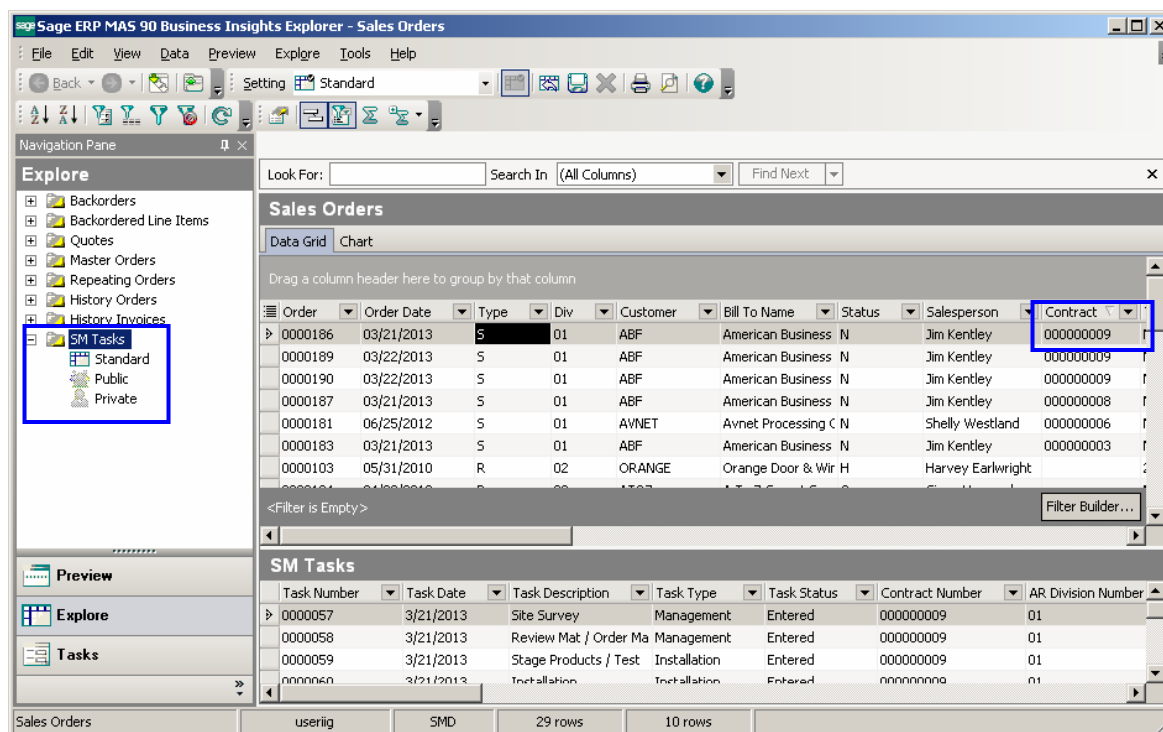 sage Sage ERP MAS 90 Business Insights Explorer - Sales Orders
File Edit View Data Preview Explore Tools Help
Back Setting Standard
Navigation Pane
Explore
Backorders
Backordered Line Items
Quotes
Master Orders
Repeating Orders
History Orders
History Invoices
SM Tasks
Standard
Public
Private
Preview
Explore
Tasks
Look For: Search In (All Columns) Find Next
Sales Orders
Data Grid Chart
Drag a column header here to group by that column
Order Order Date Type Div Customer Bill To Name Status Salesperson Contract
0000186 03/21/2013 S 01 ABF American Business N Jim Kentley 000000009
0000189 03/22/2013 S 01 ABF American Business N Jim Kentley 000000009
0000190 03/22/2013 S 01 ABF American Business N Jim Kentley 000000009
0000187 03/21/2013 S 01 ABF American Business N Jim Kentley 000000008
0000181 06/25/2012 S 01 AVNET Avnet Processing C N Shelly Westland 000000006
0000183 03/21/2013 S 01 ABF American Business N Jim Kentley 000000003
0000103 05/31/2010 R 02 ORANGE Orange Door & Wir H Harvey Earlwright
<Filter is Empty> Filter Builder...
SM Tasks
Task Number Task Date Task Description Task Type Task Status Contract Number AR Division Number
0000057 3/21/2013 Site Survey Management Entered 000000009 01
0000058 3/21/2013 Review Mat / Order Ma Management Entered 000000009 01
0000059 3/21/2013 Stage Products / Test Installation Entered 000000009 01
0000060 3/21/2013 Installation Installation Entered 000000009 01
Sales Orders useriig SMD 29 rows 10 rows